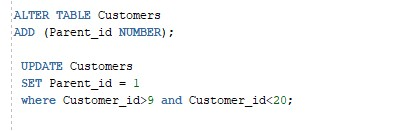 ALTER TABLE Customers
ADD (Parent_id NUMBER);
UPDATE Customers
SET Parent_id = 1
where Customer_id>9 and Customer_id<20;